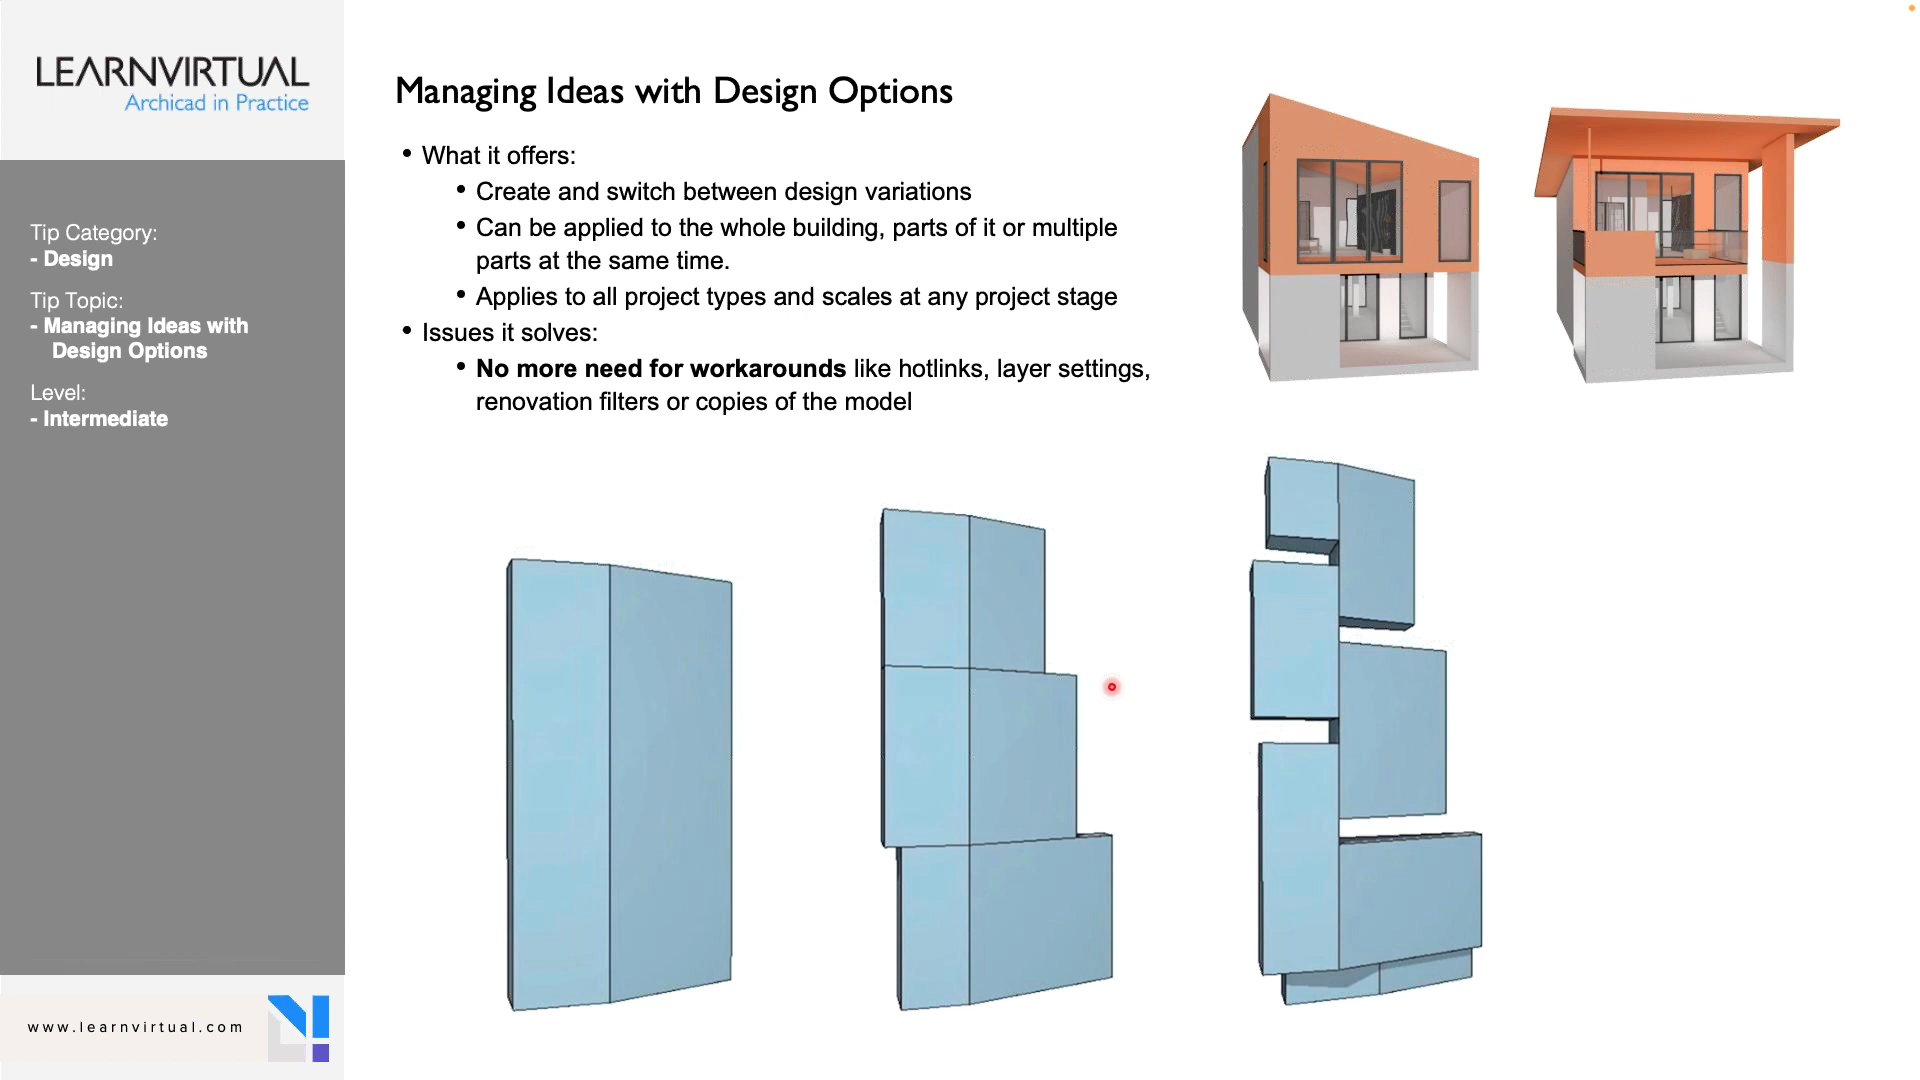 LEARNVIRTUAL
Archicad in Practice
Tip Category:
- Design
Tip Topic:
- Managing Ideas with
Design Options
Level:
- Intermediate
www.learnvirtual.com
Managing Ideas with Design Options
• What it offers:
• Create and switch between design variations
• Can be applied to the whole building, parts of it or multiple
parts at the same time.
• Applies to all project types and scales at any project stage
• Issues it solves:
• No more need for workarounds like hotlinks, layer settings,
renovation filters or copies of the model